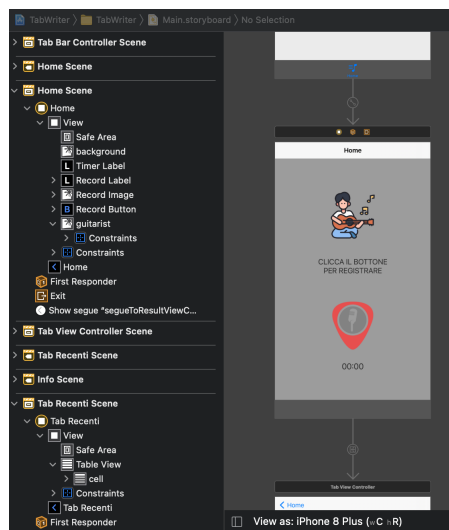 TabWriter 〉 TabWriter 〉 Main.storyboard 〉 No Selection
Tab Bar Controller Scene
Home Scene
Home Scene
Home
View
Safe Area
background
L Timer Label
L Record Label
Record Image
B Record Button
guitarist
Constraints
Home
First Responder
Exit
Show segue “segueToResultViewC...
Tab View Controller Scene
Tab Recenti Scene
Info Scene
Tab Recenti Scene
Tab Recenti
View
Safe Area
Table View
cell
Constraints
Tab Recenti
First Responder
Home
CLICCA IL BOTTONE
PER REGISTRARE
00:00
Tab View Controller
Home
View as: iPhone 8 Plus (wC hR)